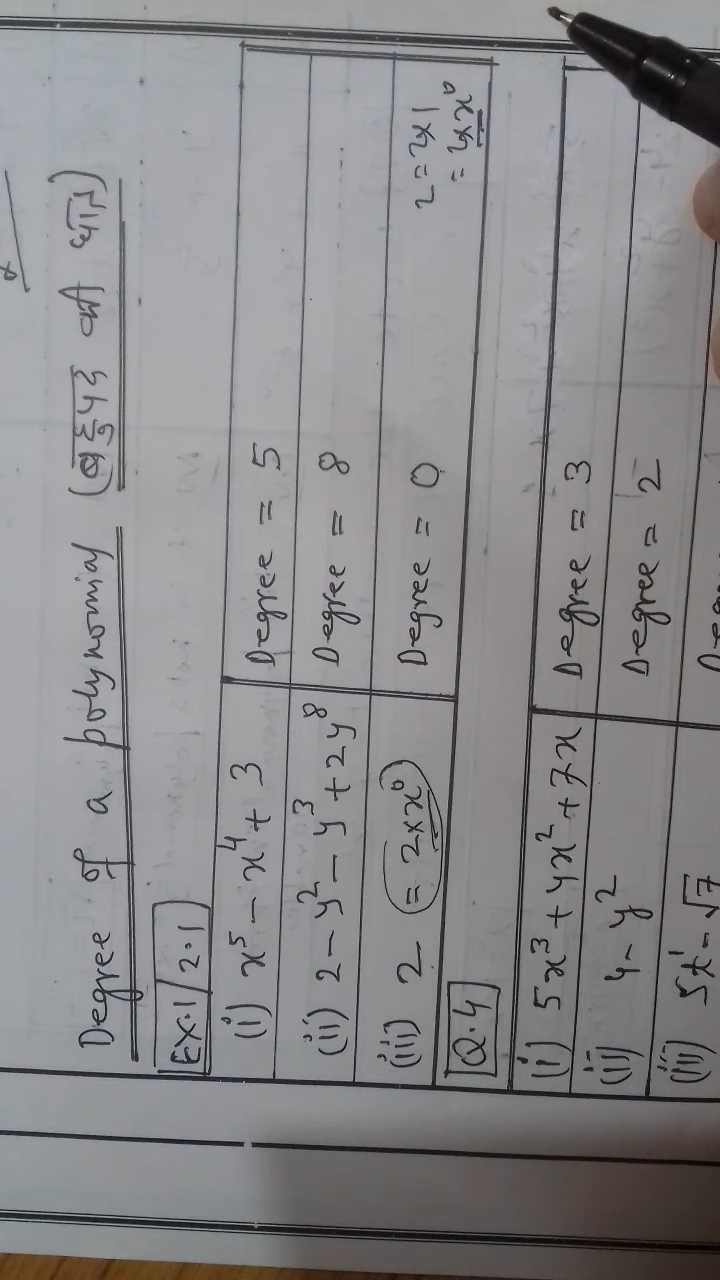 Degree of a polynomial (बहुपद की घात)
Ex.1/2.1
(i) x⁵ - x⁴ + 3 Degree = 5
(ii) 2 - y² - y³ + 2y⁸ Degree = 8
(iii) 2 (= 2×x⁰) Degree = 0 2 = 2×1
= 2×x⁰
Q.4
(i) 5x³ + 4x² + 7x Degree = 3
(ii) 4 - y² Degree = 2
(iii) 5t¹ - √7